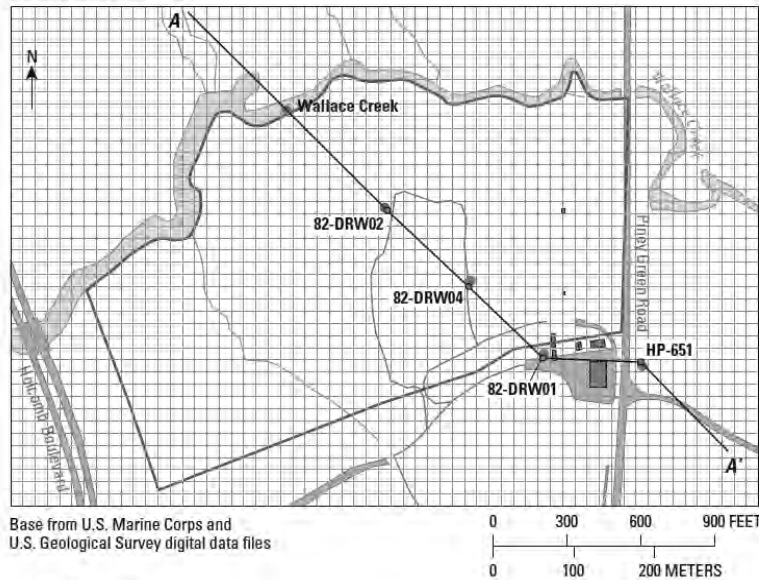 A
N
Wallace Creek
Wallace Creek
82-DRW02
Piney Green Road
82-DRW04
HP-651
82-DRW01
Holcomb Boulevard
A'
Base from U.S. Marine Corps and
U.S. Geological Survey digital data files
0 300 600 900 FEET
0 100 200 METERS